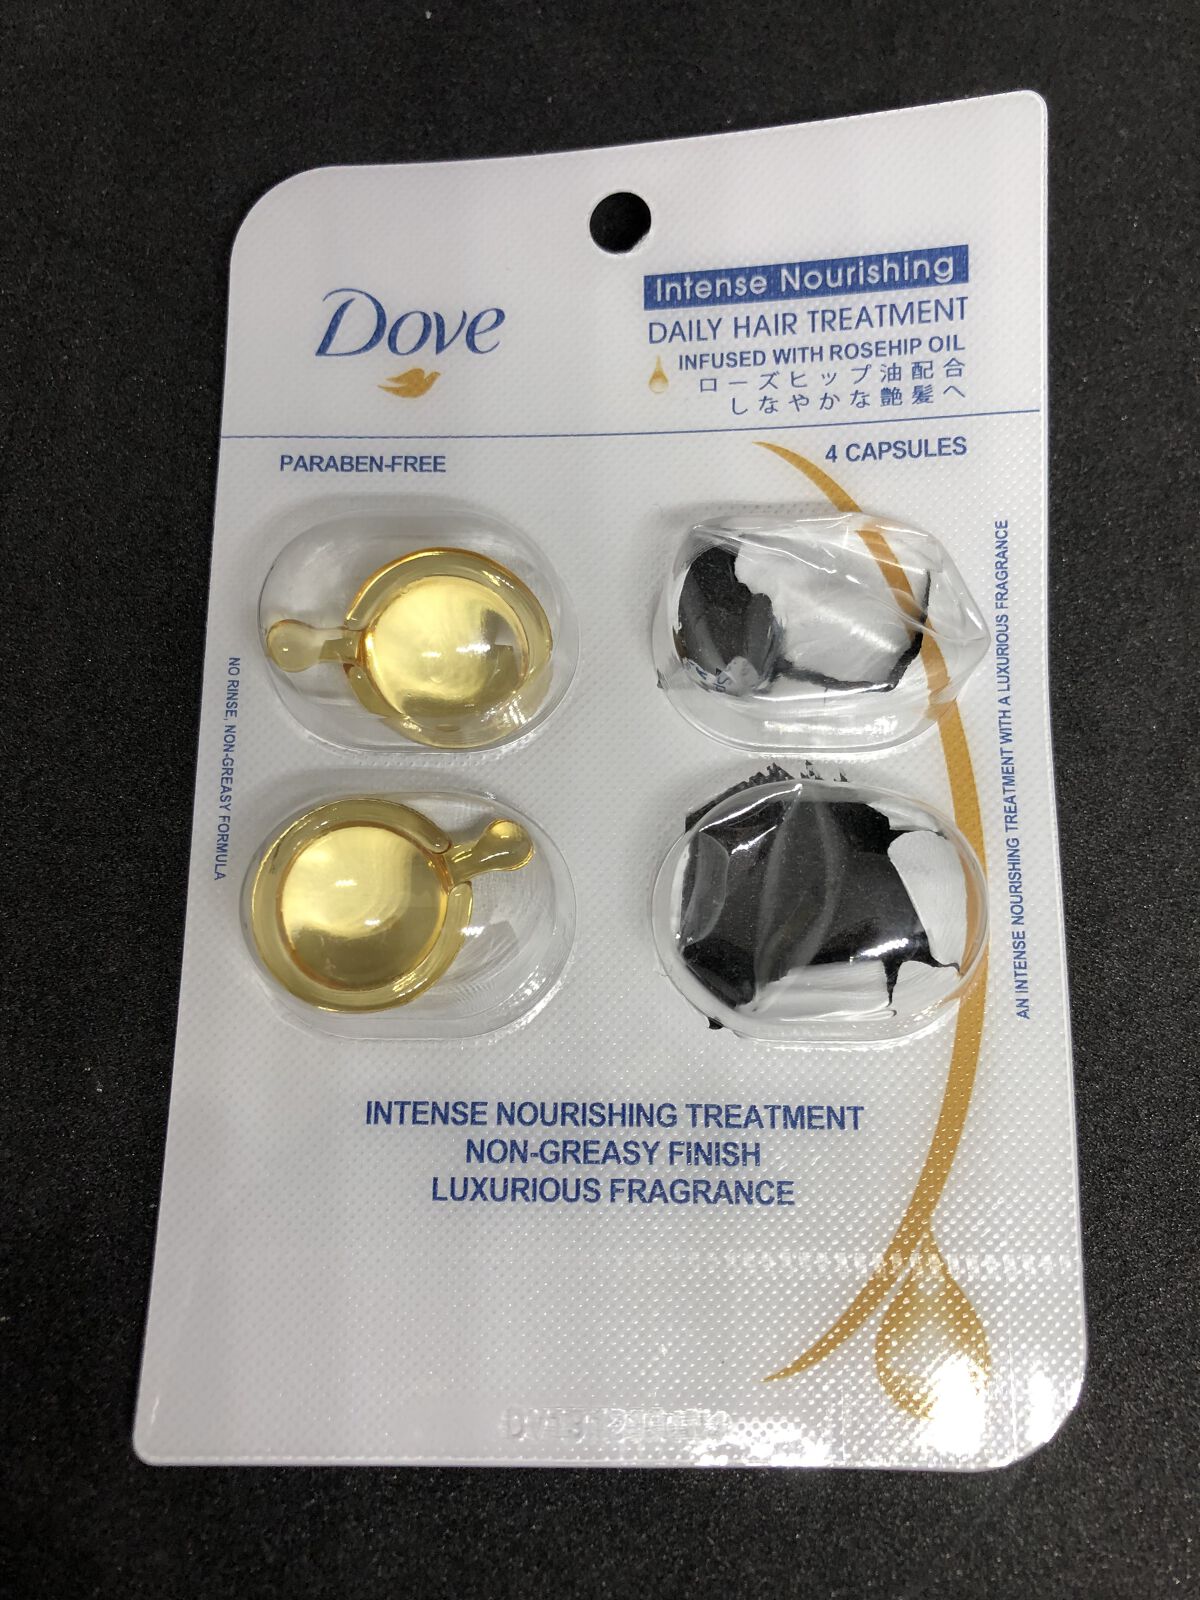 Dove
Intense Nourishing
DAILY HAIR TREATMENT
INFUSED WITH ROSEHIP OIL
ローズヒップ油配合
しなやかな艶髪へ
PARABEN-FREE
4 CAPSULES
NO RINSE, NON-GREASY FORMULA
AN INTENSE NOURISHING TREATMENT WITH A LUXURIOUS FRAGRANCE
INTENSE NOURISHING TREATMENT
NON-GREASY FINISH
LUXURIOUS FRAGRANCE